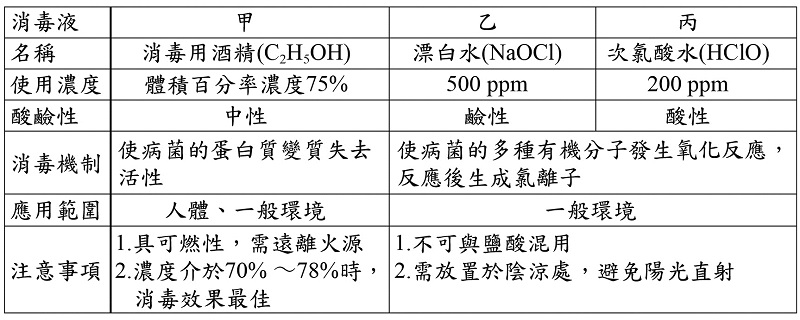 消毒液 甲 乙 丙
名稱 消毒用酒精(C₂H₅OH) 漂白水(NaOCl) 次氯酸水(HClO)
使用濃度 體積百分率濃度75% 500 ppm 200 ppm
酸鹼性 中性 鹼性 酸性
消毒機制 使病菌的蛋白質變質失去活性 使病菌的多種有機分子發生氧化反應，反應後生成氯離子
應用範圍 人體、一般環境 一般環境
注意事項 1.具可燃性，需遠離火源
2.濃度介於70%～78%時，消毒效果最佳
1.不可與鹽酸混用
2.需放置於陰涼處，避免陽光直射